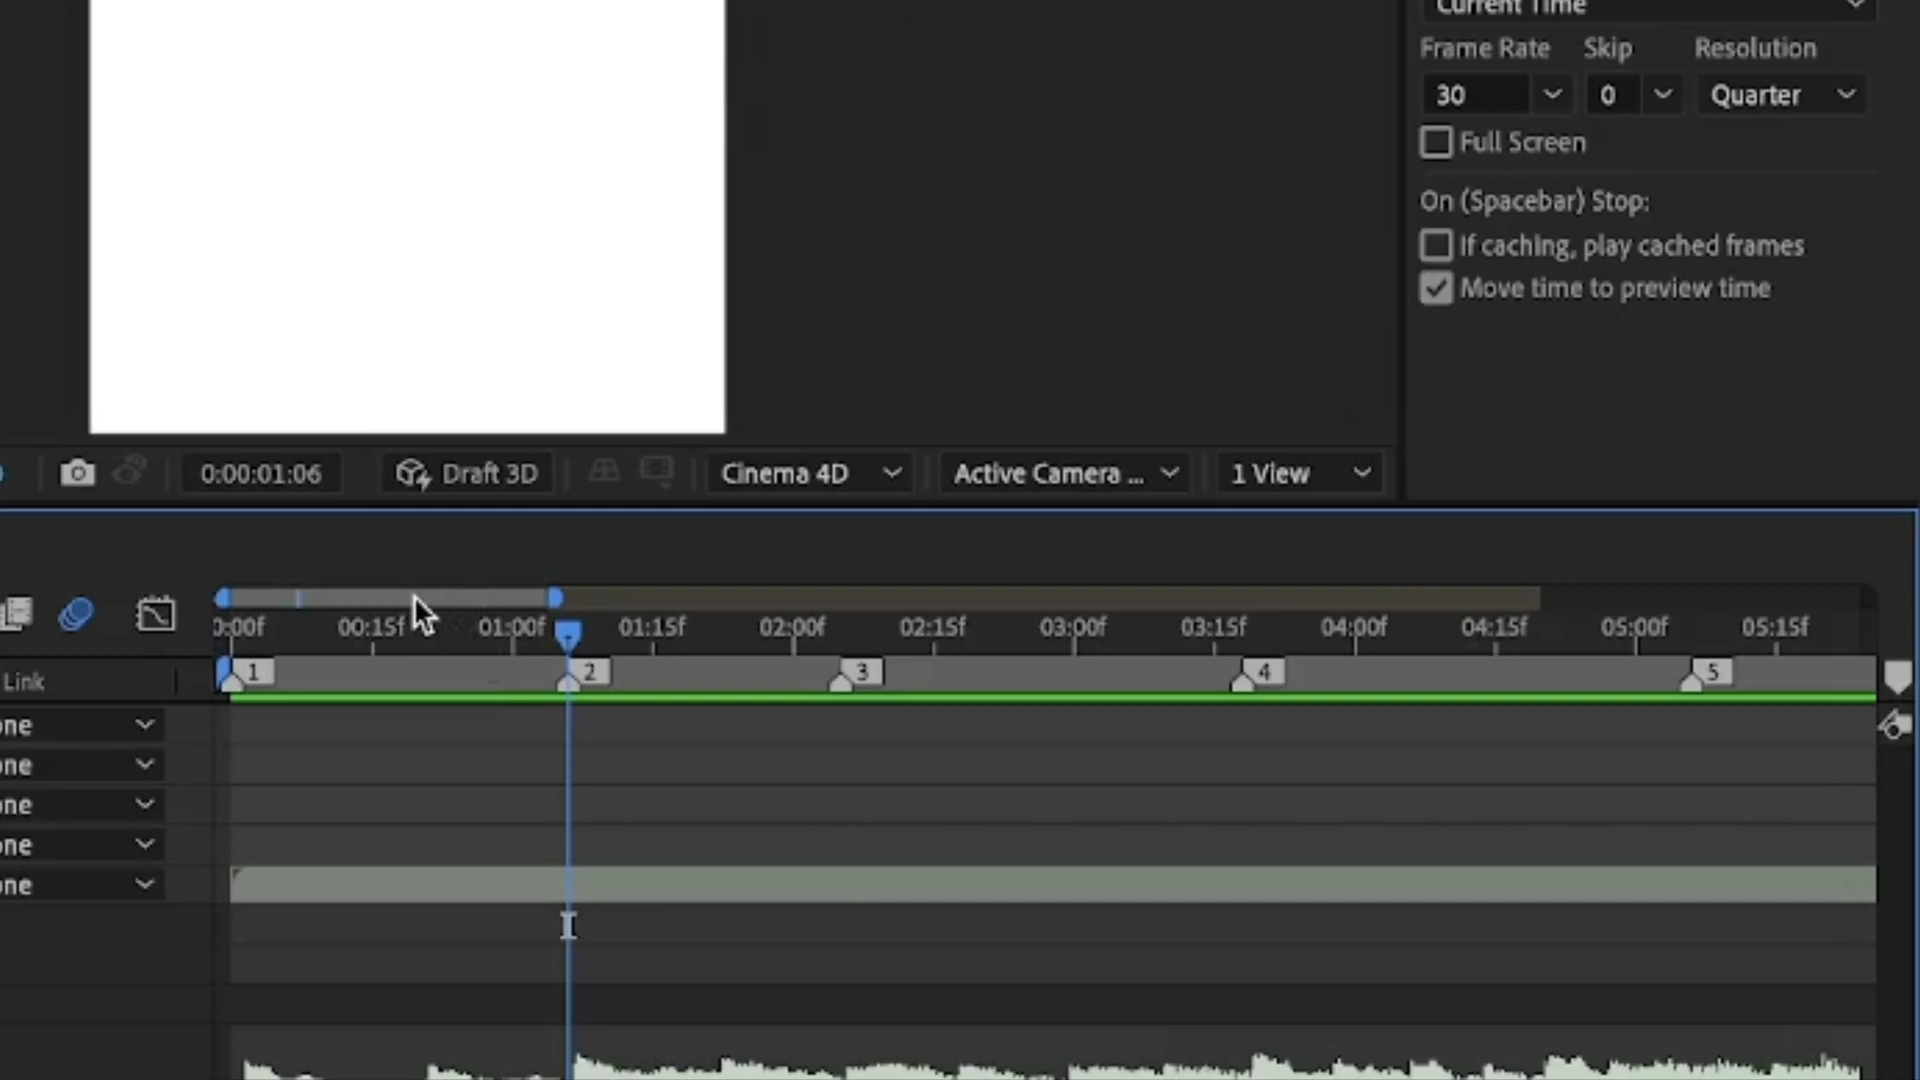 Current Time
Frame Rate Skip Resolution
30 0 Quarter
Full Screen
On (Spacebar) Stop:
If caching, play cached frames
Move time to preview time
0:00:01:06 Draft 3D Cinema 4D Active Camera ... 1 View
0:00f 00:15f 01:00f 01:15f 02:00f 02:15f 03:00f 03:15f 04:00f 04:15f 05:00f 05:15f
Link 1 2 3 4 5
one
one
one
one
one